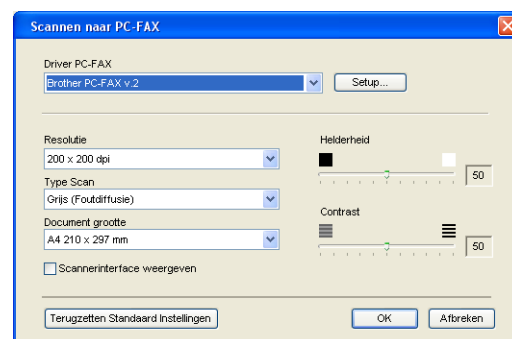 Scannen naar PC-FAX
Driver PC-FAX
Brother PC-FAX v.2
Setup...
Resolutie
200 x 200 dpi
Type Scan
Grijs (Foutdiffusie)
Document grootte
A4 210 x 297 mm
Scannerinterface weergeven
Helderheid
50
Contrast
50
Terugzetten Standaard Instellingen
OK
Afbreken